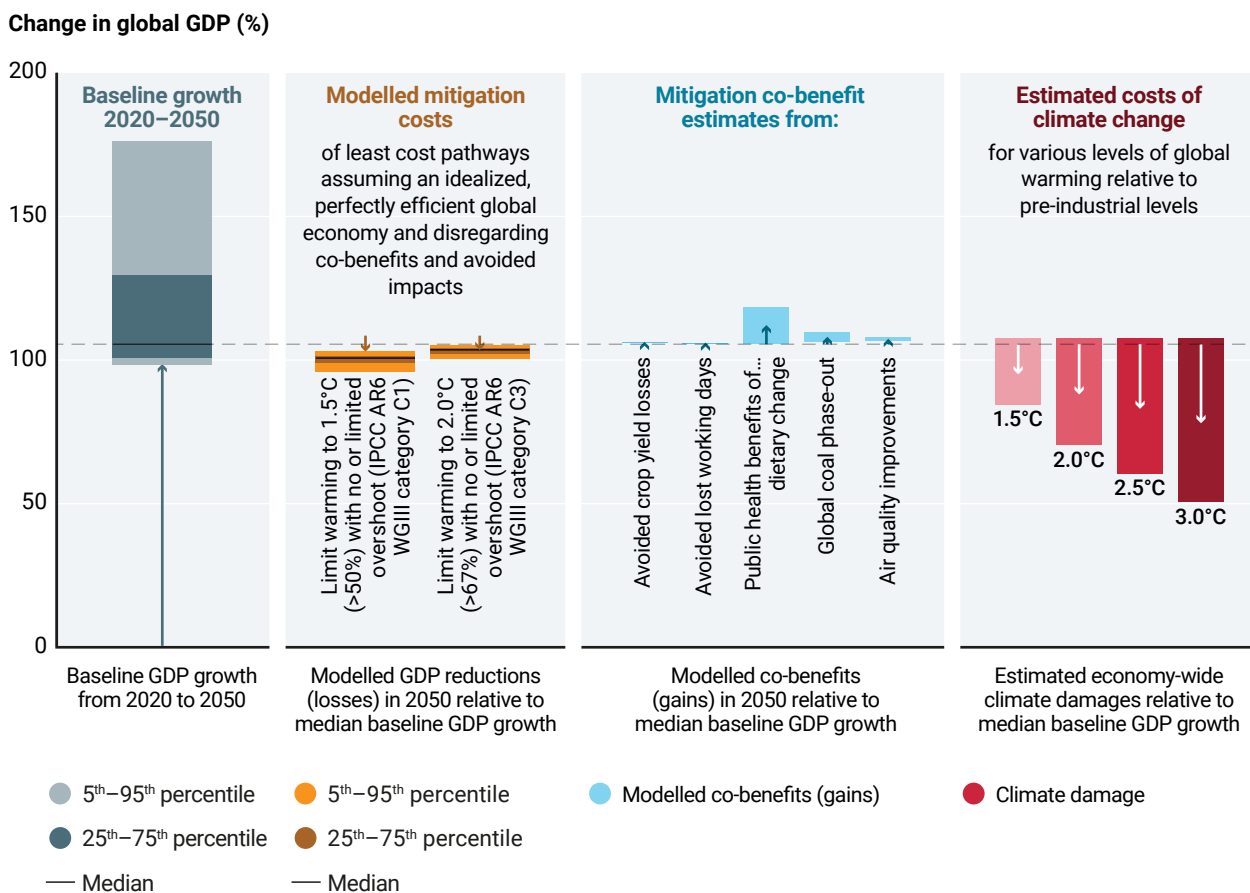 Change in global GDP (%)
200
150
100
50
0
Baseline growth
2020–2050
Modelled mitigation
costs
of least cost pathways
assuming an idealized,
perfectly efficient global
economy and disregarding
co-benefits and avoided
impacts
Mitigation co-benefit
estimates from:
Estimated costs of
climate change
for various levels of global
warming relative to
pre-industrial levels
Limit warming to 1.5°C
(>50%) with no or limited
overshoot (IPCC AR6
WGIII category C1)
Limit warming to 2.0°C
(>67%) with no or limited
overshoot (IPCC AR6
WGIII category C3)
Avoided crop yield losses
Avoided lost working days
Public health benefits of...
dietary change
Global coal phase-out
Air quality improvements
1.5°C
2.0°C
2.5°C
3.0°C
Baseline GDP growth
from 2020 to 2050
Modelled GDP reductions
(losses) in 2050 relative to
median baseline GDP growth
Modelled co-benefits
(gains) in 2050 relative to
median baseline GDP growth
Estimated economy-wide
climate damages relative to
median baseline GDP growth
5th–95th percentile
25th–75th percentile
Median
5th–95th percentile
25th–75th percentile
Median
Modelled co-benefits (gains)
Climate damage